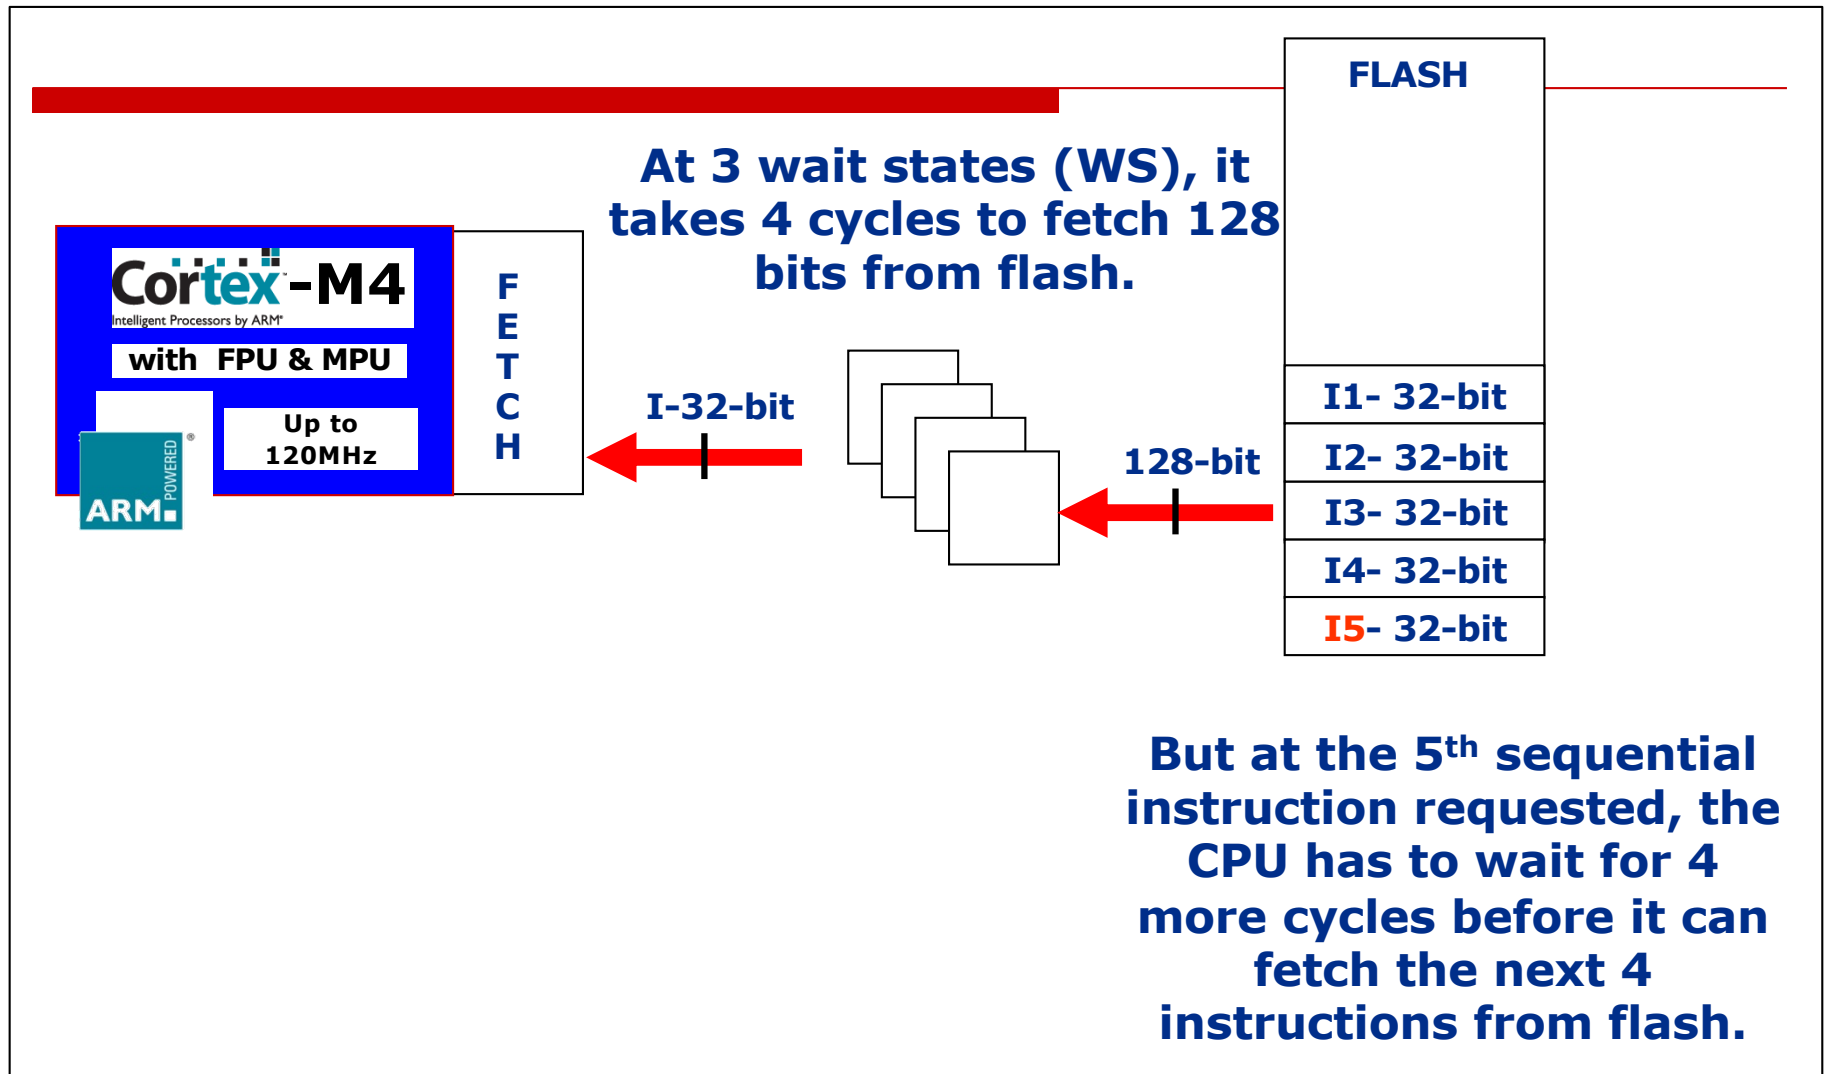 FLASH
At 3 wait states (WS), it
takes 4 cycles to fetch 128
bits from flash.
Cortex™-M4
Intelligent Processors by ARM®
with FPU & MPU
Up to
120MHz
ARM POWERED ®
F
E
T
C
H
I-32-bit
128-bit
I1- 32-bit
I2- 32-bit
I3- 32-bit
I4- 32-bit
I5- 32-bit
But at the 5th sequential
instruction requested, the
CPU has to wait for 4
more cycles before it can
fetch the next 4
instructions from flash.